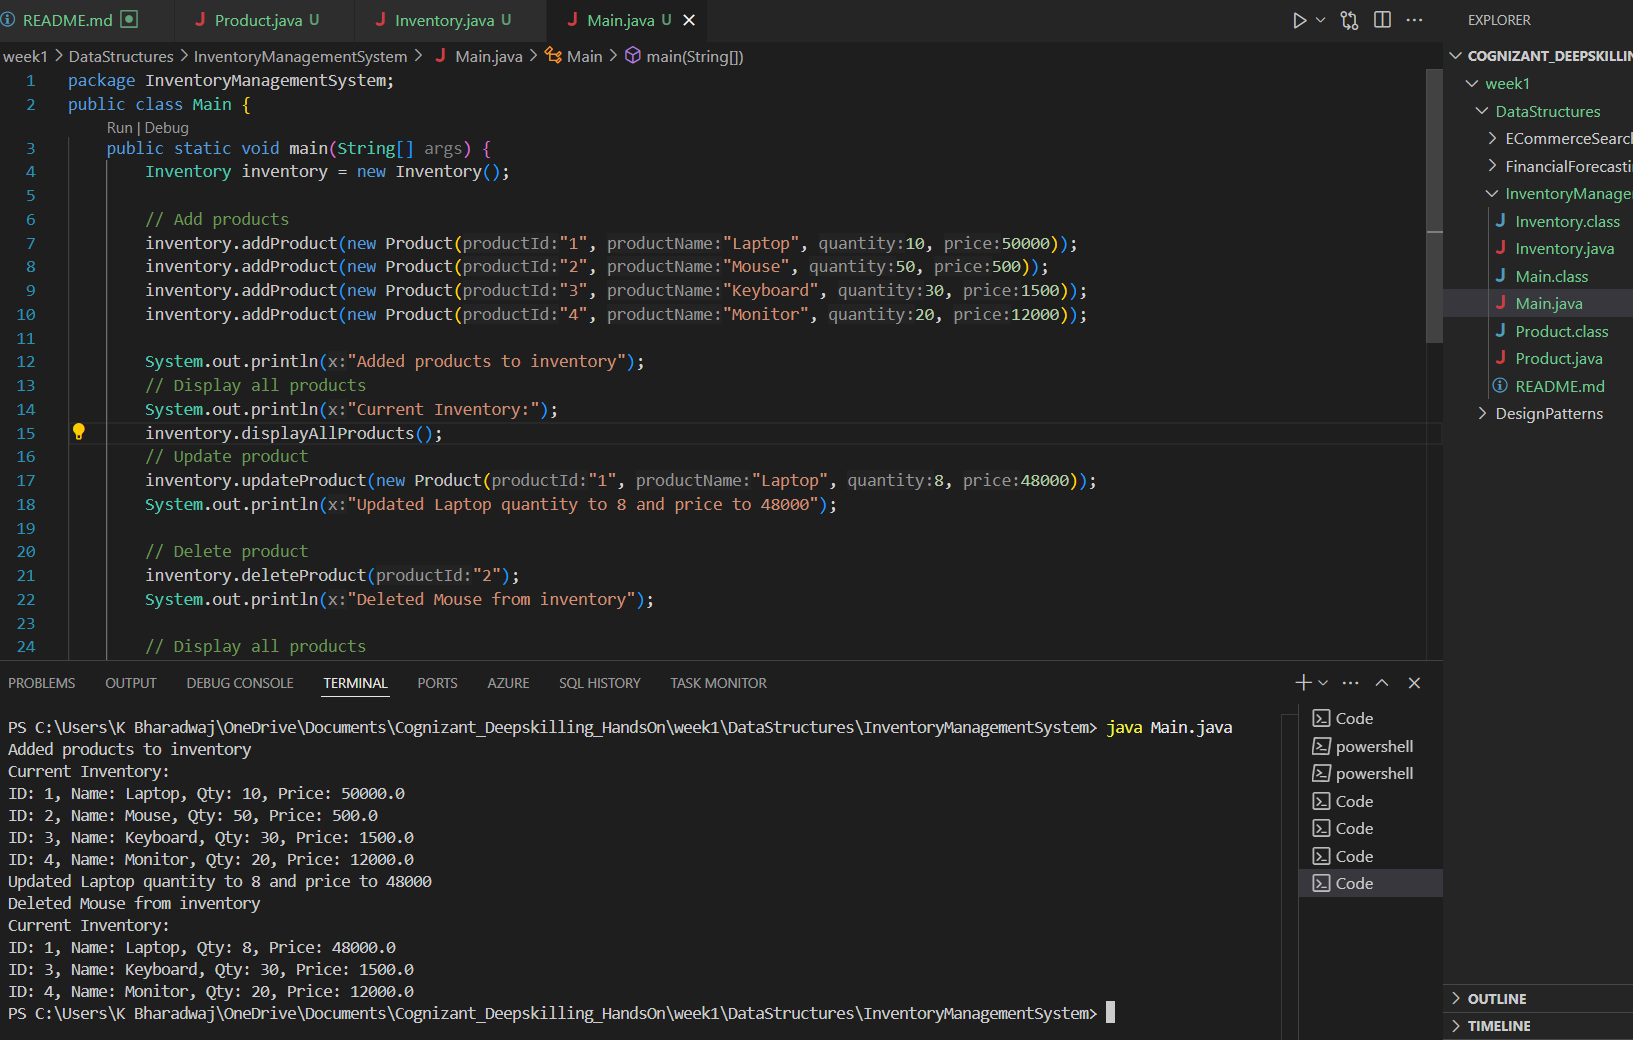 README.md
Product.java U
Inventory.java U
Main.java U
EXPLORER
week1 > DataStructures > InventoryManagementSystem > Main.java > Main > main(String[])
1 package InventoryManagementSystem;
2 public class Main {
Run | Debug
3 public static void main(String[] args) {
4 Inventory inventory = new Inventory();
5
6 // Add products
7 inventory.addProduct(new Product(productId:"1", productName:"Laptop", quantity:10, price:50000));
8 inventory.addProduct(new Product(productId:"2", productName:"Mouse", quantity:50, price:500));
9 inventory.addProduct(new Product(productId:"3", productName:"Keyboard", quantity:30, price:1500));
10 inventory.addProduct(new Product(productId:"4", productName:"Monitor", quantity:20, price:12000));
11
12 System.out.println(x:"Added products to inventory");
13 // Display all products
14 System.out.println(x:"Current Inventory:");
15 inventory.displayAllProducts();
16 // Update product
17 inventory.updateProduct(new Product(productId:"1", productName:"Laptop", quantity:8, price:48000));
18 System.out.println(x:"Updated Laptop quantity to 8 and price to 48000");
19
20 // Delete product
21 inventory.deleteProduct(productId:"2");
22 System.out.println(x:"Deleted Mouse from inventory");
23
24 // Display all products
COGNIZANT_DEEPSKILLIN
week1
DataStructures
ECommerceSearc
FinancialForecasti
InventoryManage
Inventory.class
Inventory.java
Main.class
Main.java
Product.class
Product.java
README.md
DesignPatterns
PROBLEMS
OUTPUT
DEBUG CONSOLE
TERMINAL
PORTS
AZURE
SQL HISTORY
TASK MONITOR
PS C:\Users\K Bharadwaj\OneDrive\Documents\Cognizant_Deepskilling_HandsOn\week1\DataStructures\InventoryManagementSystem> java Main.java
Added products to inventory
Current Inventory:
ID: 1, Name: Laptop, Qty: 10, Price: 50000.0
ID: 2, Name: Mouse, Qty: 50, Price: 500.0
ID: 3, Name: Keyboard, Qty: 30, Price: 1500.0
ID: 4, Name: Monitor, Qty: 20, Price: 12000.0
Updated Laptop quantity to 8 and price to 48000
Deleted Mouse from inventory
Current Inventory:
ID: 1, Name: Laptop, Qty: 8, Price: 48000.0
ID: 3, Name: Keyboard, Qty: 30, Price: 1500.0
ID: 4, Name: Monitor, Qty: 20, Price: 12000.0
PS C:\Users\K Bharadwaj\OneDrive\Documents\Cognizant_Deepskilling_HandsOn\week1\DataStructures\InventoryManagementSystem>
Code
powershell
powershell
Code
Code
Code
Code
OUTLINE
TIMELINE